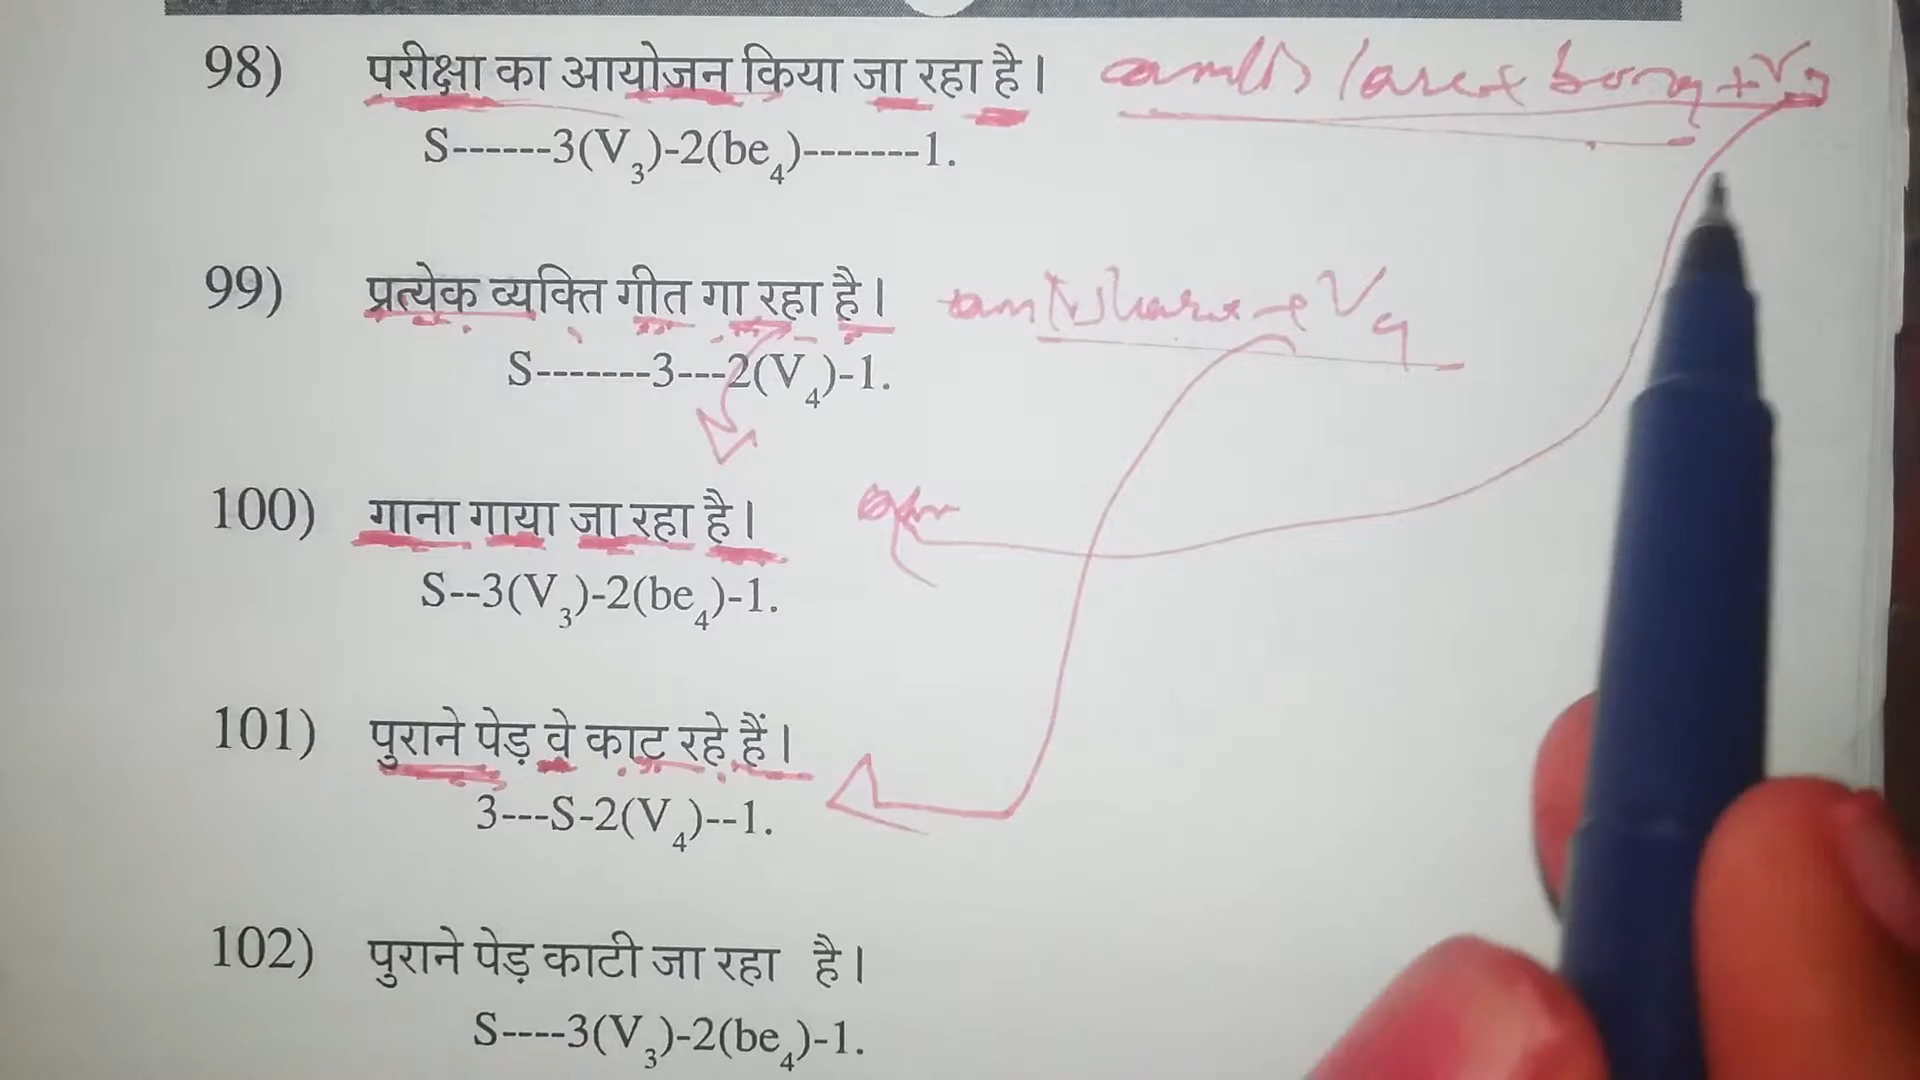 98) परीक्षा का आयोजन किया जा रहा है।
S------3(V₃)-2(be₄)-------1.
99) प्रत्येक व्यक्ति गीत गा रहा है। V₄
S-------3---2(V₄)-1.
100) गाना गाया जा रहा है।
S--3(V₃)-2(be₄)-1.
101) पुराने पेड़ वे काट रहे हैं।
3---S-2(V₄)--1.
102) पुराने पेड़ काटी जा रहा है।
S----3(V₃)-2(be₄)-1.